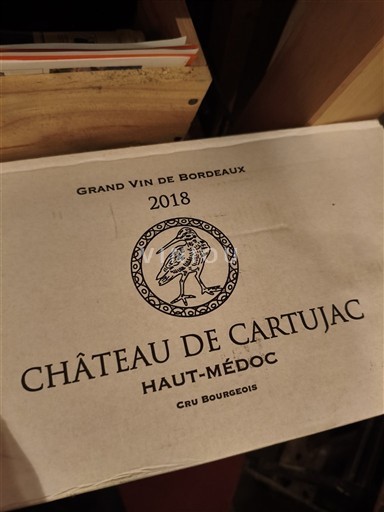 GRAND VIN DE BORDEAUX
2018
CHÂTEAU DE CARTUJAC
HAUT-MÉDOC
CRU BOURGEOIS